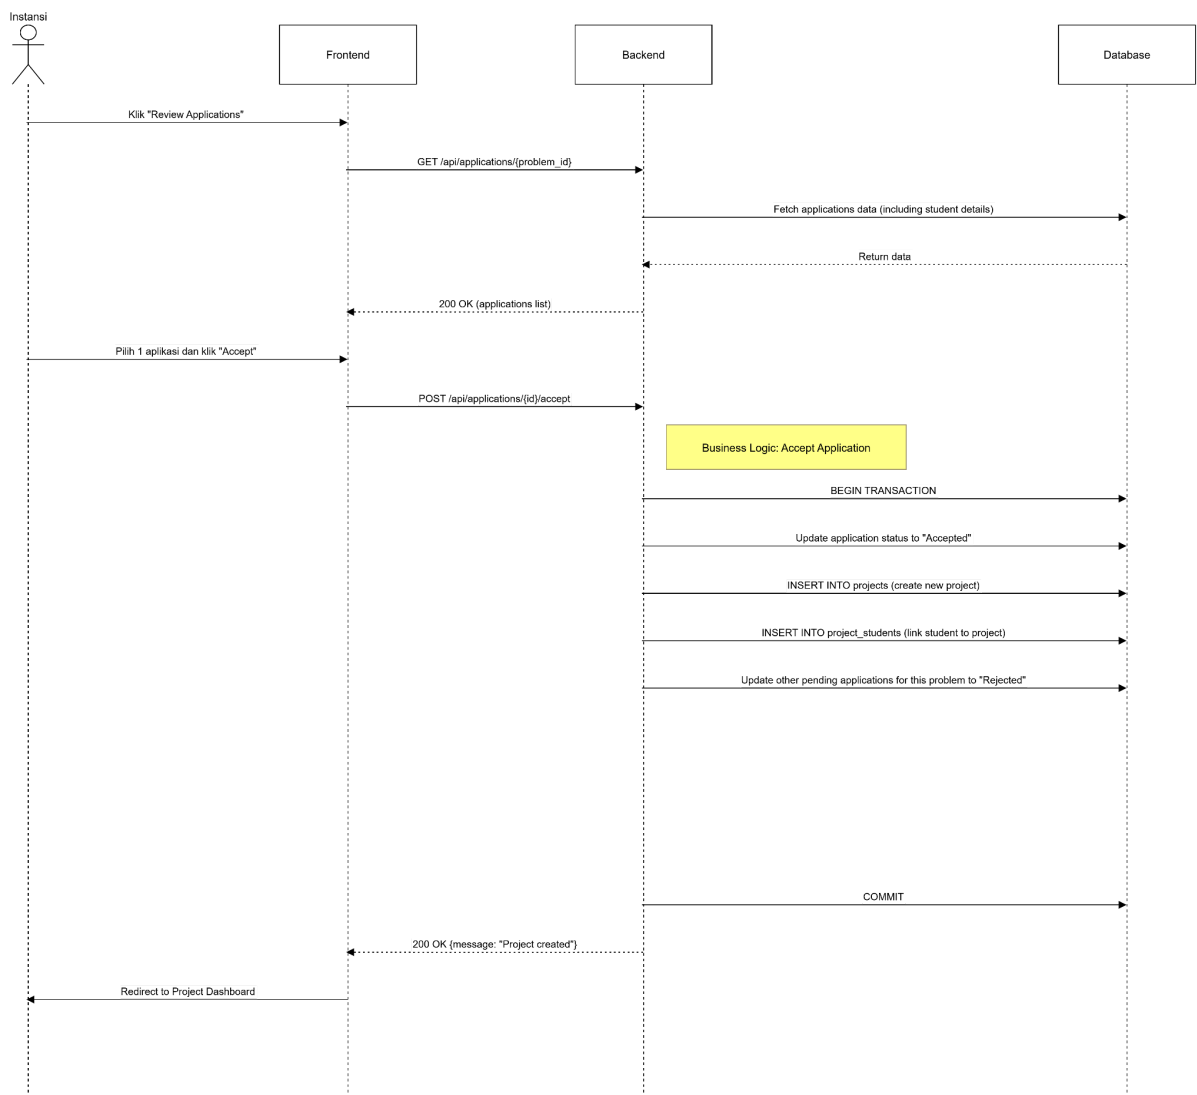 Instansi
Frontend
Backend
Database
Klik "Review Applications"
GET /api/applications/{problem_id}
Fetch applications data (including student details)
Return data
200 OK (applications list)
Pilih 1 aplikasi dan klik "Accept"
POST /api/applications/{id}/accept
Business Logic: Accept Application
BEGIN TRANSACTION
Update application status to "Accepted"
INSERT INTO projects (create new project)
INSERT INTO project_students (link student to project)
Update other pending applications for this problem to "Rejected"
COMMIT
200 OK {message: "Project created"}
Redirect to Project Dashboard